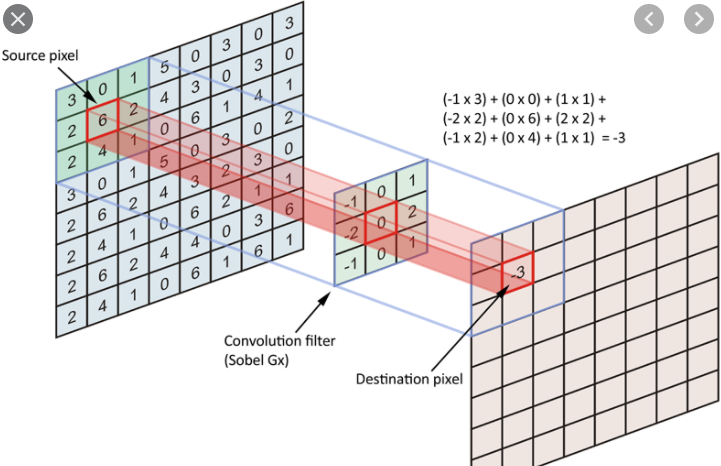 Source pixel
3 0 1 5 0 3 0 3
2 6 2 4 3 0 3 0
2 4 1 0 6 1 4 1
3 0 1 5 0 3 0 2
2 6 2 4 3 2 3
2 4 1 0 6 2 1 1
2 6 2 4 4 0 3 6
2 4 1 0 6 1 6 1
(-1 x 3) + (0 x 0) + (1 x 1) +
(-2 x 2) + (0 x 6) + (2 x 2) +
(-1 x 2) + (0 x 4) + (1 x 1) = -3
-1 0 1
-2 0 2
-1 0 1
-3
Convolution filter
(Sobel Gx)
Destination pixel